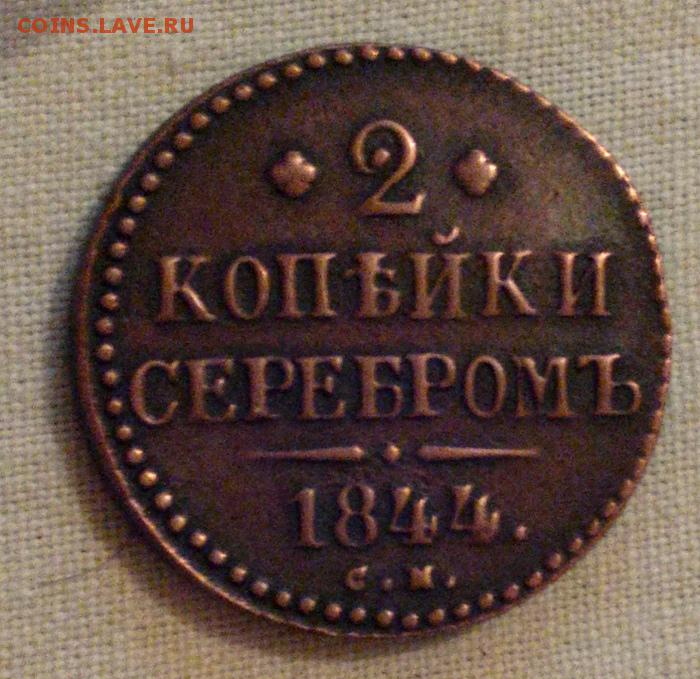 COINS.LAVE.RU
2
КОПѢЙКИ
СЕРЕБРОМЪ
1844.
С.М.